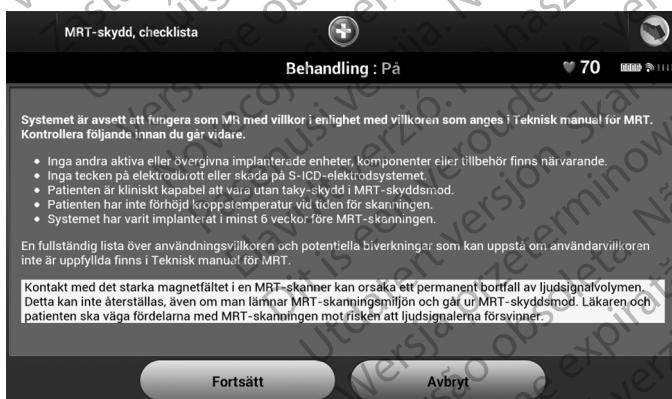 MRT-skydd, checklista
Behandling : På
70
Systemet är avsett att fungera som MR med villkor i enlighet med villkoren som anges i Teknisk manual för MRT.
Kontrollera följande innan du går vidare.
• Inga andra aktiva eller övergivna implanterade enheter, komponenter eller tillbehör finns närvarande.
• Inga tecken på elektrodbrott eller skada på S-ICD-elektrodsystemet.
• Patienten är kliniskt kapabel att vara utan taky-skydd i MRT-skyddsmod.
• Patienten har inte förhöjd kroppstemperatur vid tiden för skanningen.
• Systemet har varit implanterat i minst 6 veckor före MRT-skanningen.
En fullständig lista över användningsvillkoren och potentiella biverkningar som kan uppstå om användarvillkoren
inte är uppfyllda finns i Teknisk manual för MRT.
Kontakt med det starka magnetfältet i en MRT-skanner kan orsaka ett permanent bortfall av ljudsignalvolymen.
Detta kan inte återställas, även om man lämnar MRT-skanningsmiljön och går ur MRT-skyddsmod. Läkaren och
patienten ska väga fördelarna med MRT-skanningen mot risken att ljudsignalerna försvinner.
Fortsätt
Avbryt